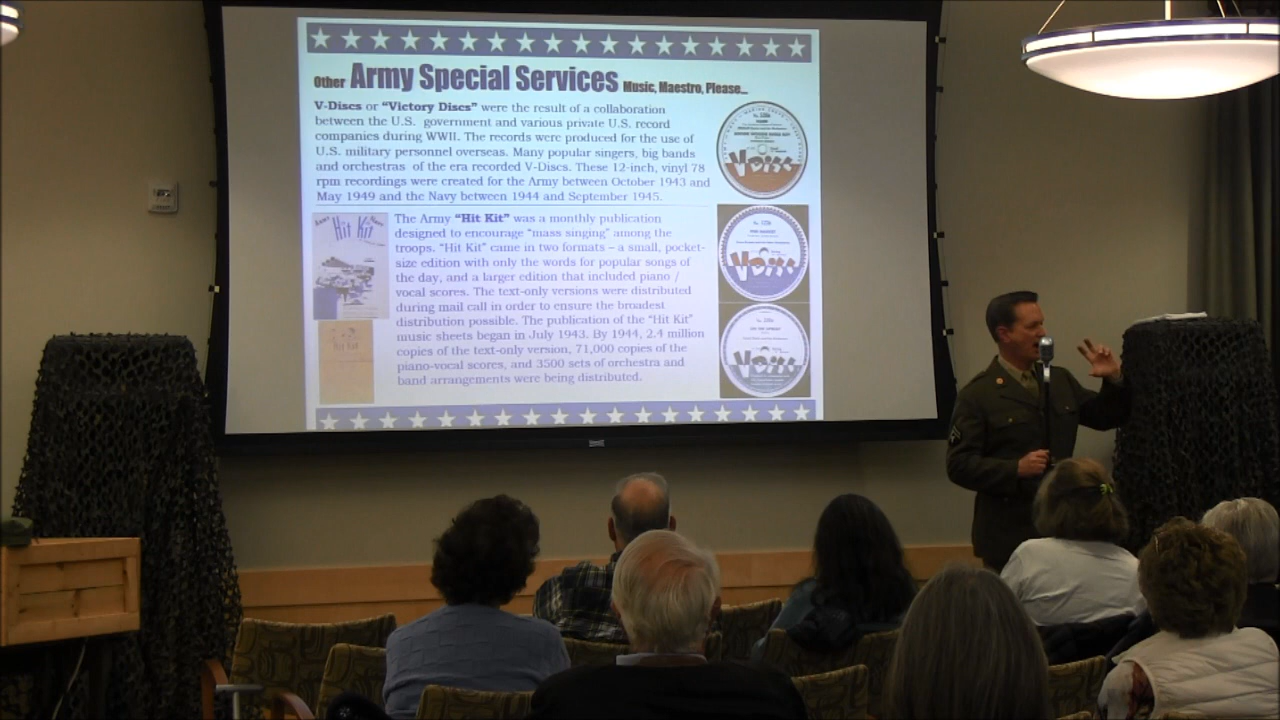 Other Army Special Services Music, Maestro, Please...
V-Discs or "Victory Discs" were the result of a collaboration
between the U.S. government and various private U.S. record
companies during WWII. The records were produced for the use of
U.S. military personnel overseas. Many popular singers, big bands
and orchestras of the era recorded V-Discs. These 12-inch, vinyl 78
rpm recordings were created for the Army between October 1943 and
May 1949 and the Navy between 1944 and September 1945.
VDisc
The Army "Hit Kit" was a monthly publication
designed to encourage "mass singing" among the
troops. "Hit Kit" came in two formats – a small, pocket-
size edition with only the words for popular songs of
the day, and a larger edition that included piano /
vocal scores. The text-only versions were distributed
during mail call in order to ensure the broadest
distribution possible. The publication of the "Hit Kit"
music sheets began in July 1943. By 1944, 2.4 million
copies of the text-only version, 71,000 copies of the
piano-vocal scores, and 3500 sets of orchestra and
band arrangements were being distributed.
Hit Kit
Hit Kit
VDisc
VDisc